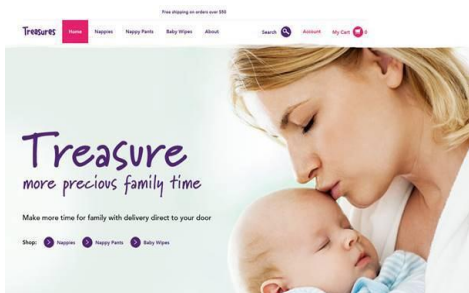 Free shipping on orders over $80
Treasures Home Nappies Nappy Pants Baby Wipes About Search Account My Cart 0
Treasure
more precious family time
Make more time for family with delivery direct to your door
Shop: Nappies Nappy Pants Baby Wipes